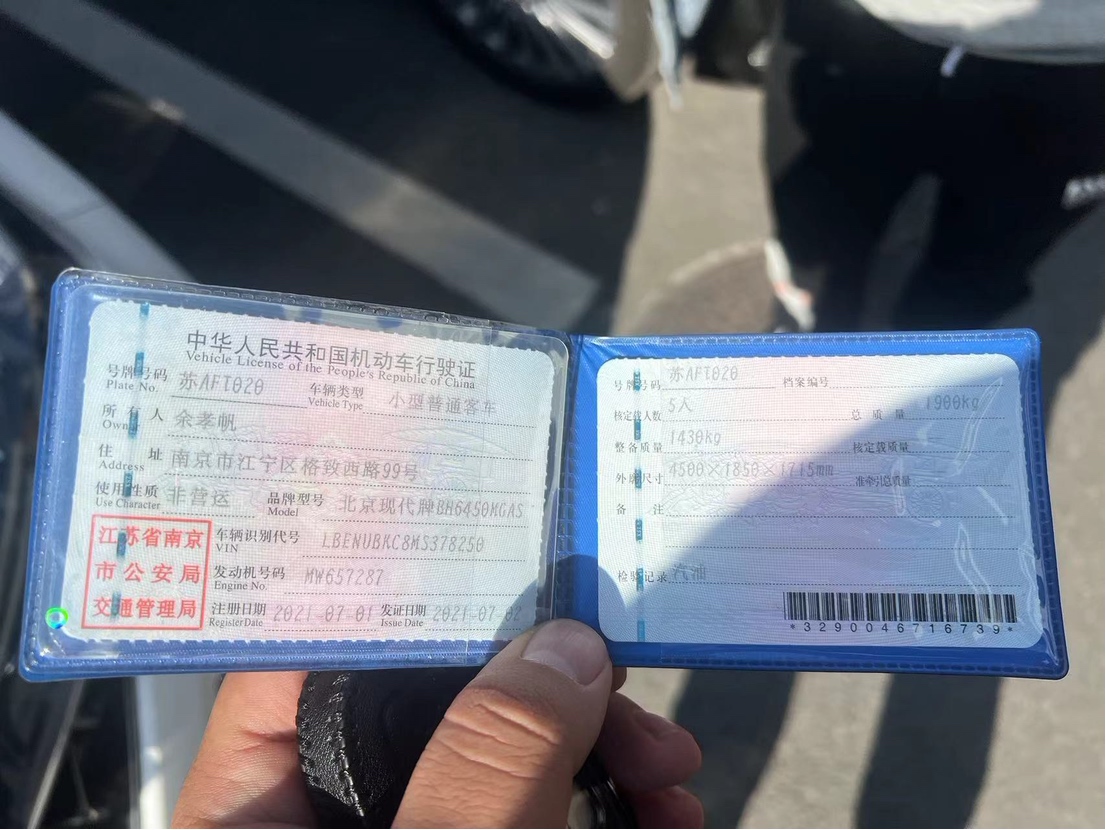 中华人民共和国机动车行驶证
Vehicle License of the People's Republic of China
号牌号码 Plate No. 苏AFT020 车辆类型 Vehicle Type 小型普通客车
所有人 Owner 余孝帆
住址 Address 南京市江宁区格致西路99号
使用性质 Use Character 非营运 品牌型号 Model 北京现代牌BH6450MGAS
江苏省南京
市公安局
交通管理局
车辆识别代号 VIN LBENUBKC8MS378250
发动机号码 Engine No. MW657287
注册日期 Register Date 2021-07-01 发证日期 Issue Date 2021-07-02
号牌号码 苏AFT020 档案编号
核定载人数 5人 总质量 1900kg
整备质量 1430kg 核定载质量
外廓尺寸 4500×1850×1715mm 准牵引总质量
备注
检验记录 汽油
*3290046716739*